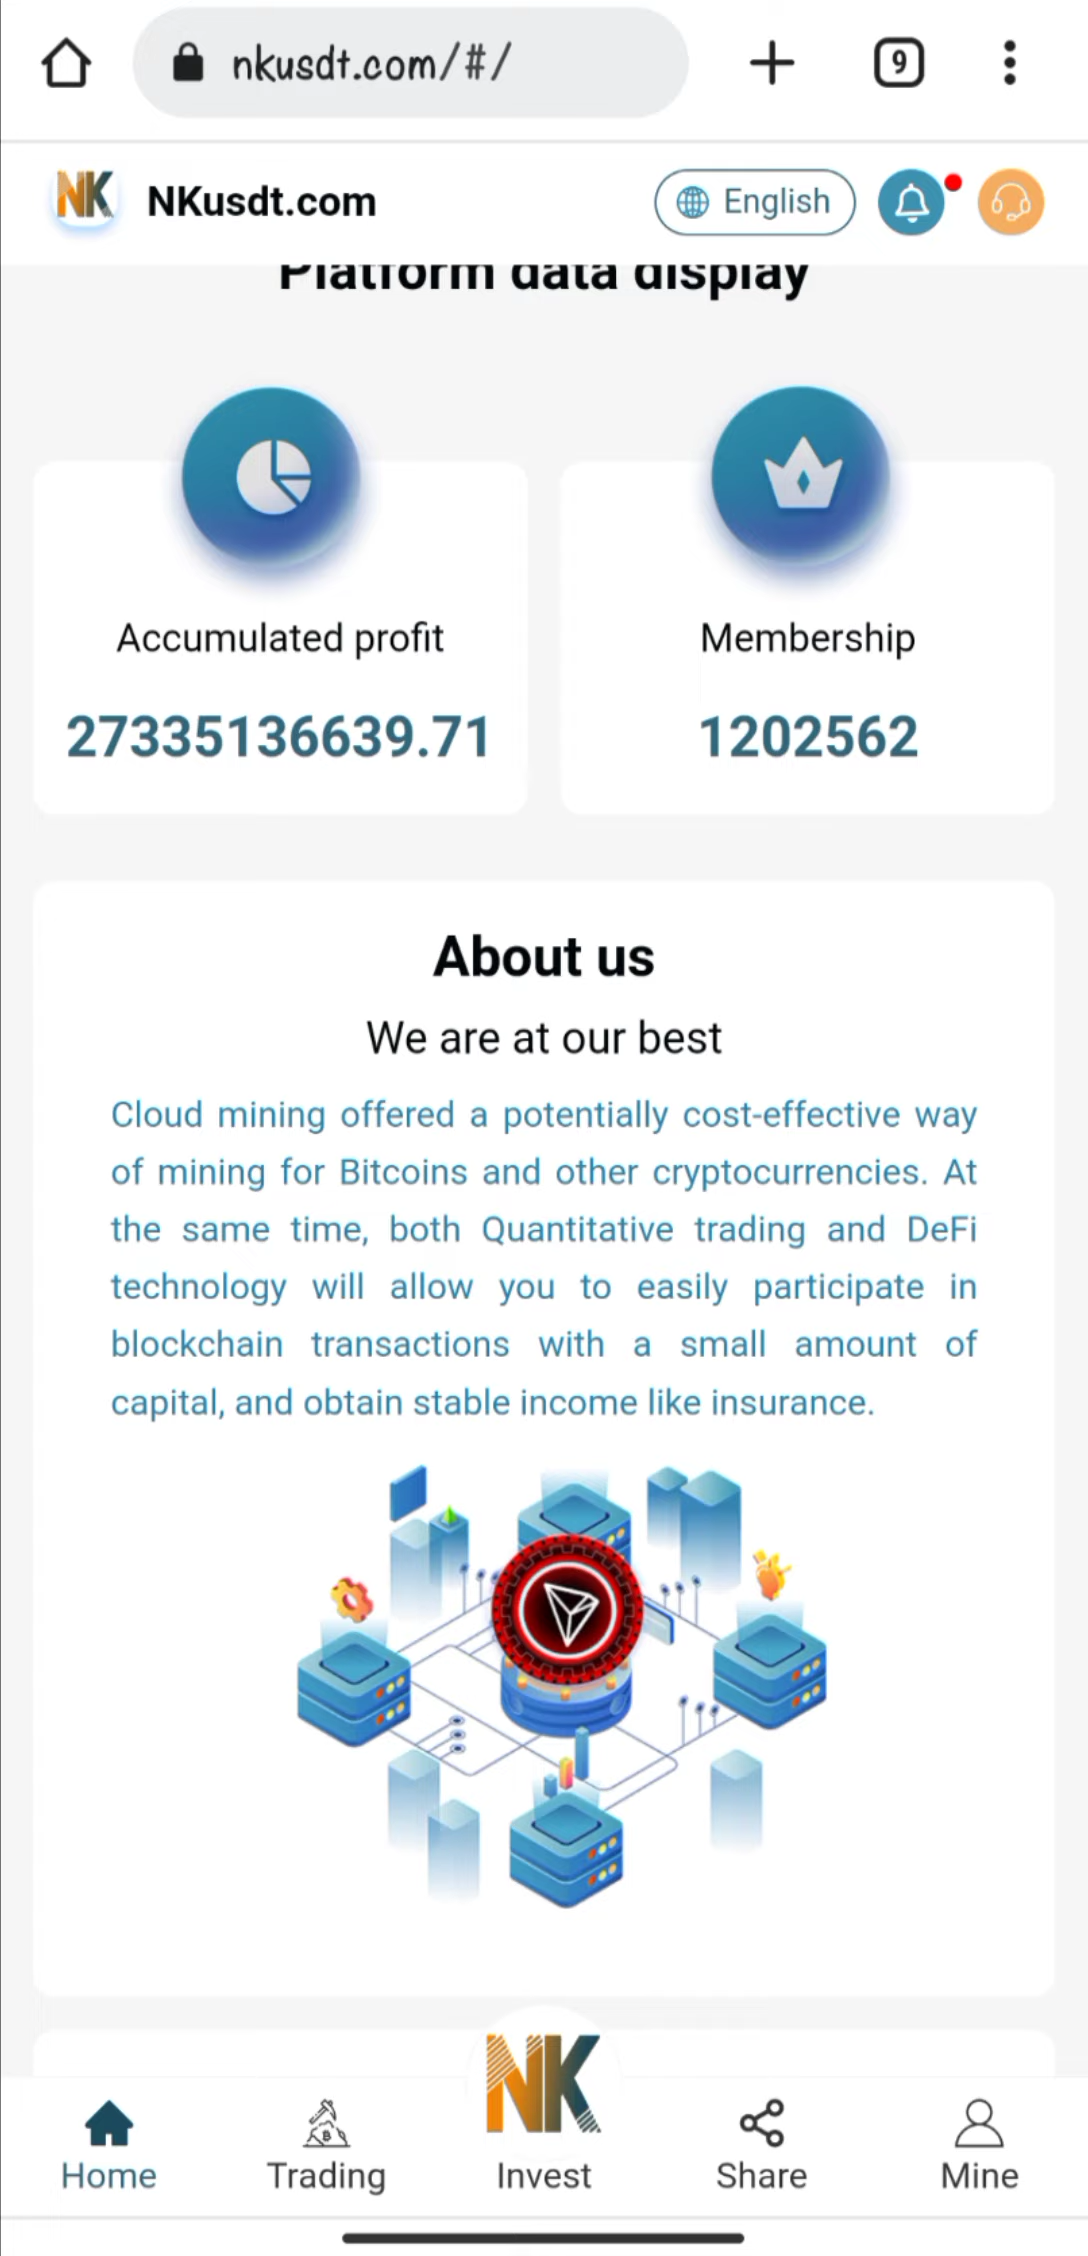 nkusdt.com/#/
9
NK NKusdt.com English
Platform data display
Accumulated profit
27335136639.71
Membership
1202562
About us
We are at our best
Cloud mining offered a potentially cost-effective way
of mining for Bitcoins and other cryptocurrencies. At
the same time, both Quantitative trading and DeFi
technology will allow you to easily participate in
blockchain transactions with a small amount of
capital, and obtain stable income like insurance.
NK
Home Trading Invest Share Mine